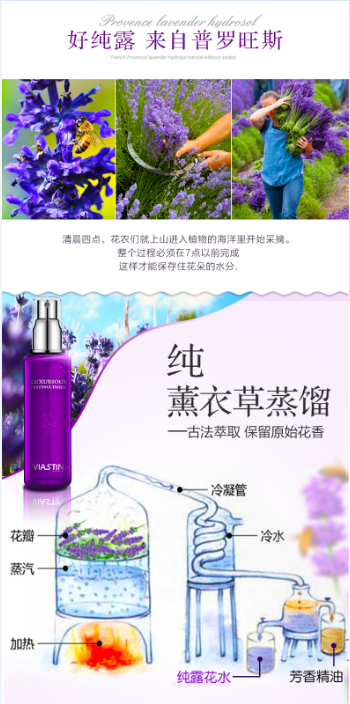 Provence lavender hydrosol
好纯露 来自普罗旺斯
French Provence lavender hydrosol natural without added
清晨四点，花农们就上山进入植物的海洋里开始采摘。
整个过程必须在7点以前完成
这样才能保存住花朵的水分.
LUXURIOUS
VIASTIN
纯
薰衣草蒸馏
—古法萃取 保留原始花香
冷凝管
花瓣
冷水
蒸汽
加热
纯露花水
芳香精油